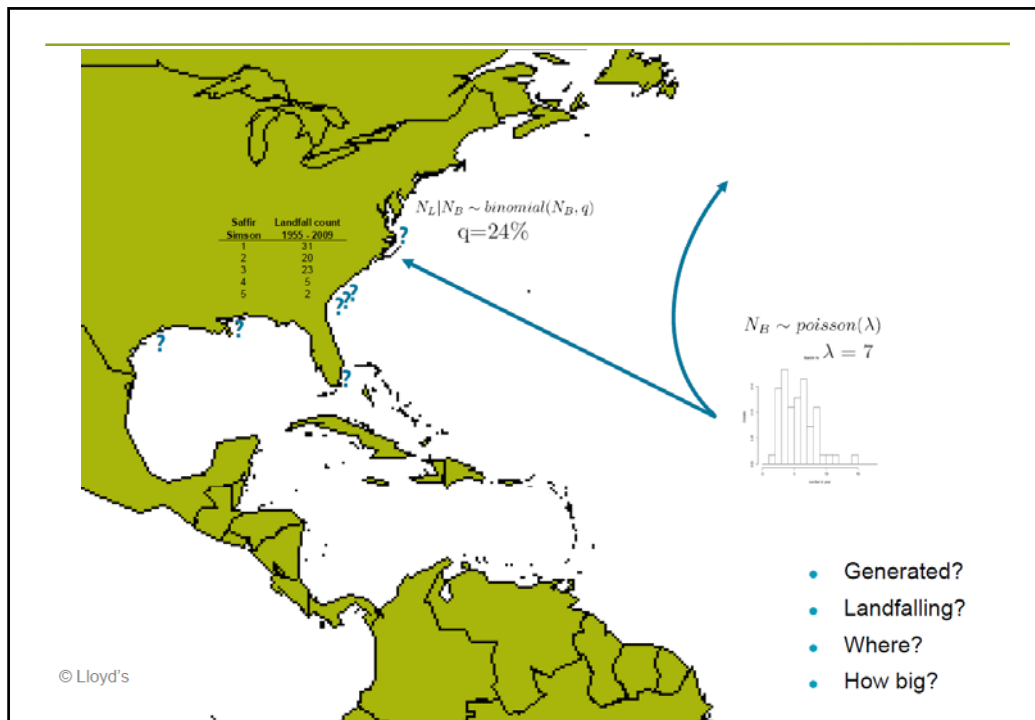 N_L|N_B ∼ binomial(N_B, q)
q=24%
Saffir Landfall count
Simson 1955 - 2009
1 31
2 20
3 23
4 5
5 2
?
?
?
?
?
?
?
N_B ∼ poisson(λ)
λ = 7
• Generated?
• Landfalling?
• Where?
• How big?
© Lloyd's